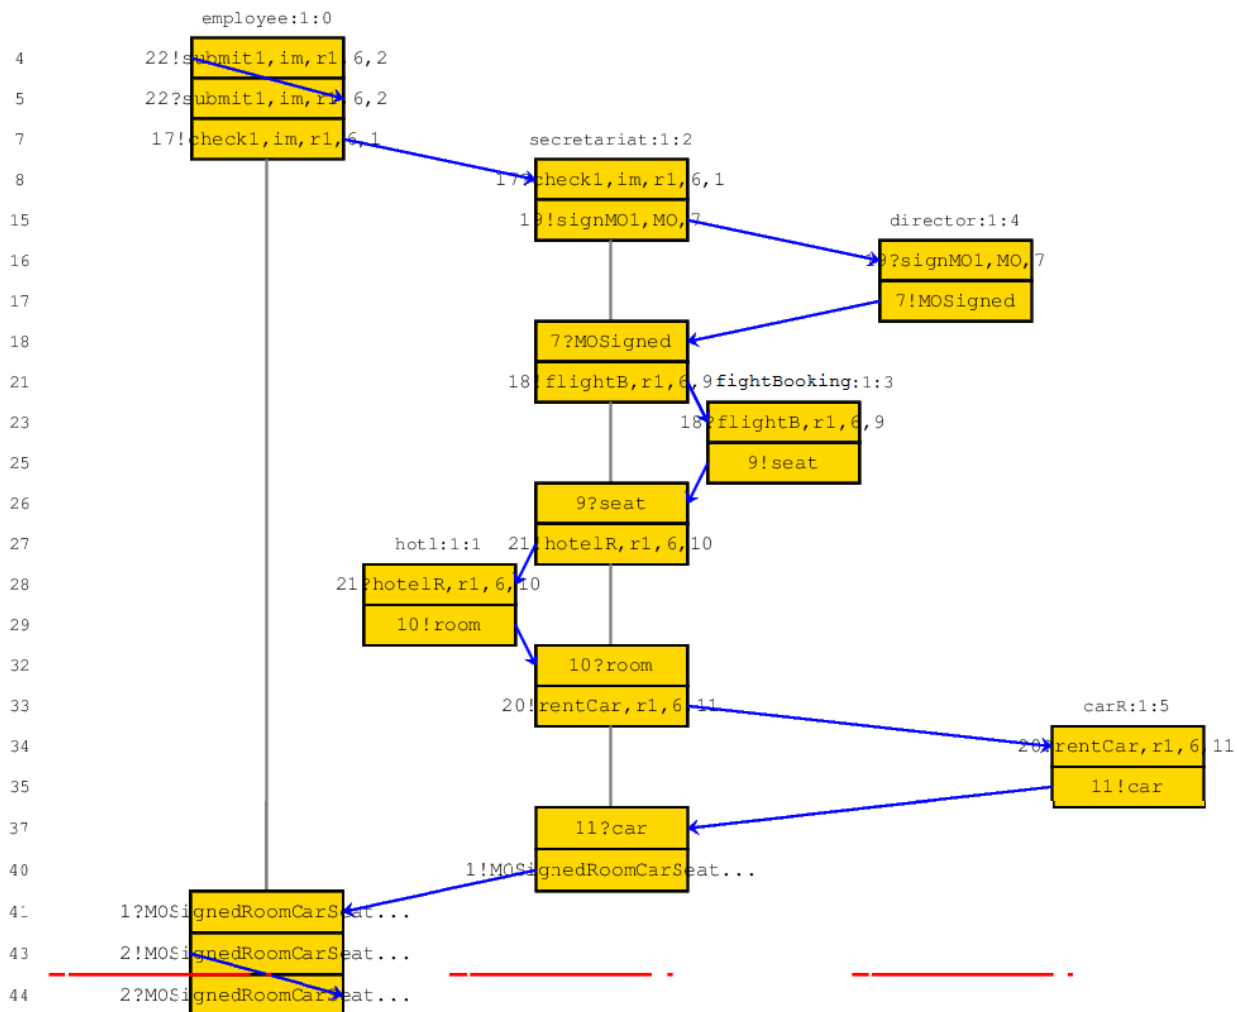 employee:1:0
4 22!submit1,im,r1,6,2
5 22?submit1,im,r1,6,2
7 17!check1,im,r1,6,1
secretariat:1:2
8 17?check1,im,r1,6,1
15 19!signMO1,MO,7
director:1:4
16 19?signMO1,MO,7
17 7!MOSigned
18 7?MOSigned
21 18!flightB,r1,6,9 fightBooking:1:3
23 18?flightB,r1,6,9
25 9!seat
26 9?seat
27 hotl:1:1 21!hotelR,r1,6,10
28 21?hotelR,r1,6,10
29 10!room
32 10?room
33 20!rentCar,r1,6,11 carR:1:5
34 20?rentCar,r1,6,11
35 11!car
37 11?car
40 1!MOSignedRoomCarSeat...
41 1?MOSignedRoomCarSeat...
43 2!MOSignedRoomCarSeat...
44 2?MOSignedRoomCarSeat...